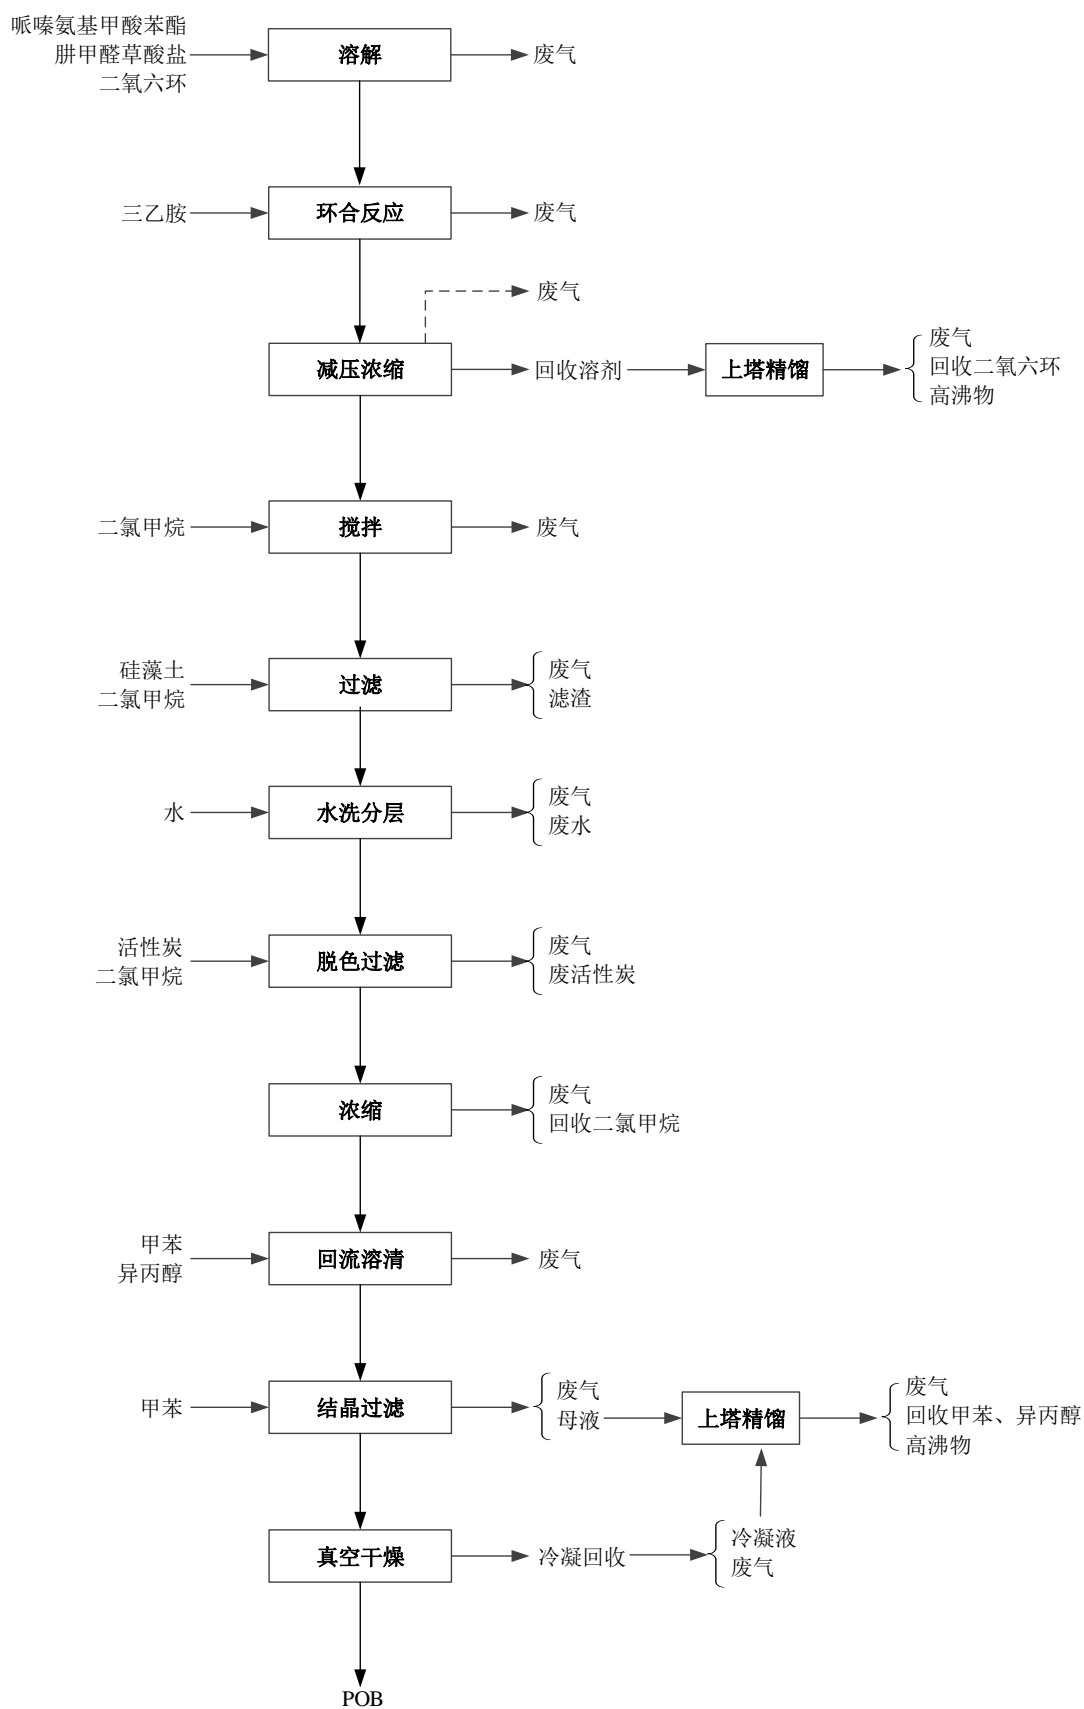 哌嗪氨基甲酸苯酯
肼甲醛草酸盐
二氧六环
溶解
废气
三乙胺
环合反应
废气
废气
减压浓缩
回收溶剂
上塔精馏
废气
回收二氧六环
高沸物
二氯甲烷
搅拌
废气
硅藻土
二氯甲烷
过滤
废气
滤渣
水
水洗分层
废气
废水
活性炭
二氯甲烷
脱色过滤
废气
废活性炭
浓缩
废气
回收二氯甲烷
甲苯
异丙醇
回流溶清
废气
甲苯
结晶过滤
废气
母液
上塔精馏
废气
回收甲苯、异丙醇
高沸物
真空干燥
冷凝回收
冷凝液
废气
POB